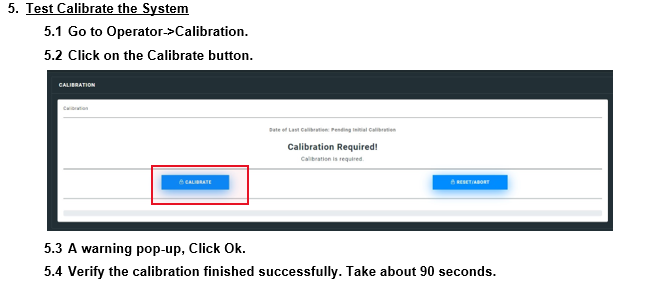 5. Test Calibrate the System
5.1 Go to Operator->Calibration.
5.2 Click on the Calibrate button.
CALIBRATION
Calibration
Date of Last Calibration: Pending Initial Calibration
Calibration Required!
Calibration is required.
CALIBRATE
RESET/ABORT
5.3 A warning pop-up, Click Ok.
5.4 Verify the calibration finished successfully. Take about 90 seconds.